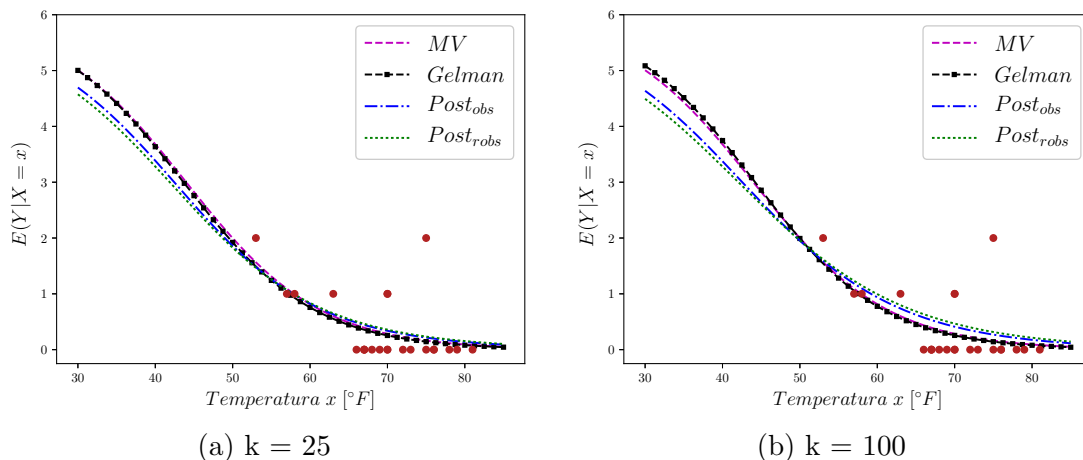 6
5
4
3
2
1
0
E(Y|X = x)
30 40 50 60 70 80
Temperatura x [°F]
MV
Gelman
Post_obs
Post_robs
(a) k = 25
6
5
4
3
2
1
0
E(Y|X = x)
30 40 50 60 70 80
Temperatura x [°F]
MV
Gelman
Post_obs
Post_robs
(b) k = 100